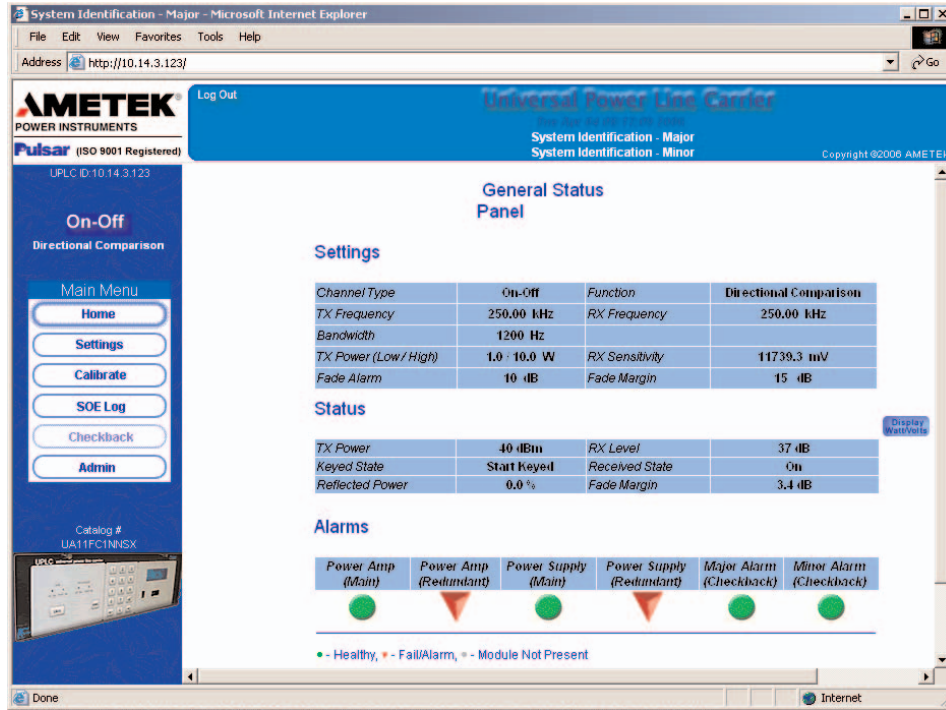 System Identification - Major - Microsoft Internet Explorer
File Edit View Favorites Tools Help
Address http://10.14.3.123/ Go
AMETEK®
POWER INSTRUMENTS
Pulsar (ISO 9001 Registered)
Log Out
Universal Power Line Carrier
System Identification - Major
System Identification - Minor
Copyright ©2006 AMETEK
UPLC ID:10.14.3.123
On-Off
Directional Comparison
Main Menu
Home
Settings
Calibrate
SOE Log
Checkback
Admin
Catalog #
UA11FC1NNSX
UPLC
General Status
Panel
Settings
Channel Type On-Off Function Directional Comparison
TX Frequency 250.00 kHz RX Frequency 250.00 kHz
Bandwidth 1200 Hz
TX Power (Low / High) 1.0 / 10.0 W RX Sensitivity 11739.3 mV
Fade Alarm 10 dB Fade Margin 15 dB
Status
Display
Watt/Volts
TX Power 40 dBm RX Level 37 dB
Keyed State Start Keyed Received State On
Reflected Power 0.0 % Fade Margin 3.4 dB
Alarms
Power Amp (Main) Power Amp (Redundant) Power Supply (Main) Power Supply (Redundant) Major Alarm (Checkback) Minor Alarm (Checkback)
- Healthy, - Fail/Alarm, - Module Not Present
Done Internet